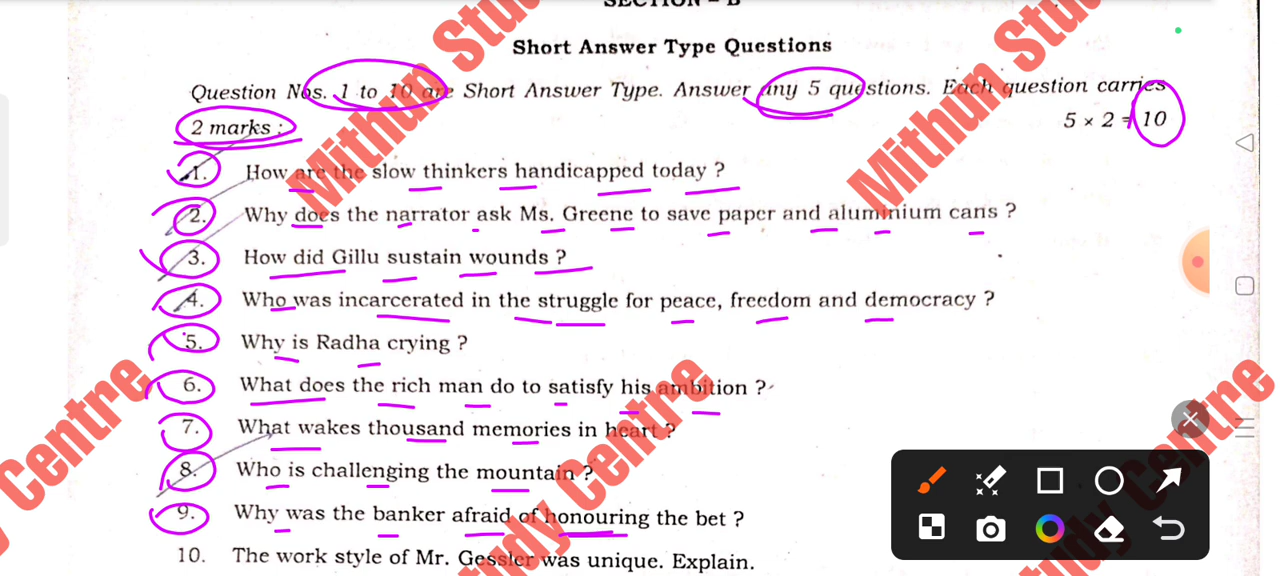 SECTION – B
Short Answer Type Questions
Question Nos. 1 to 10 are Short Answer Type. Answer any 5 questions. Each question carries
2 marks : 5 × 2 = 10
1. How are the slow thinkers handicapped today ?
2. Why does the narrator ask Ms. Greene to save paper and aluminium cans ?
3. How did Gillu sustain wounds ?
4. Who was incarcerated in the struggle for peace, freedom and democracy ?
5. Why is Radha crying ?
6. What does the rich man do to satisfy his ambition ?
7. What wakes thousand memories in heart ?
8. Who is challenging the mountain ?
9. Why was the banker afraid of honouring the bet ?
10. The work style of Mr. Gessler was unique. Explain.
Mithun Stu
Mithun Stu
Centre
y Centre
udy Centre
Study Centre